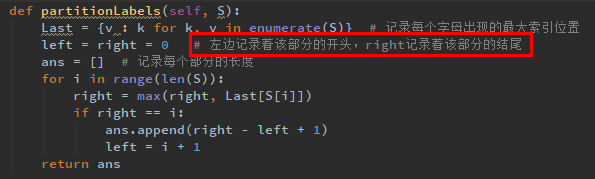 def partitionLabels(self, S):
    Last = {v : k for k, v in enumerate(S)}  # 记录每个字母出现的最大索引位置
    left = right = 0   # 左边记录着该部分的开头，right记录着该部分的结尾
    ans = []  # 记录每个部分的长度
    for i in range(len(S)):
        right = max(right, Last[S[i]])
        if right == i:
            ans.append(right - left + 1)
            left = i + 1
    return ans